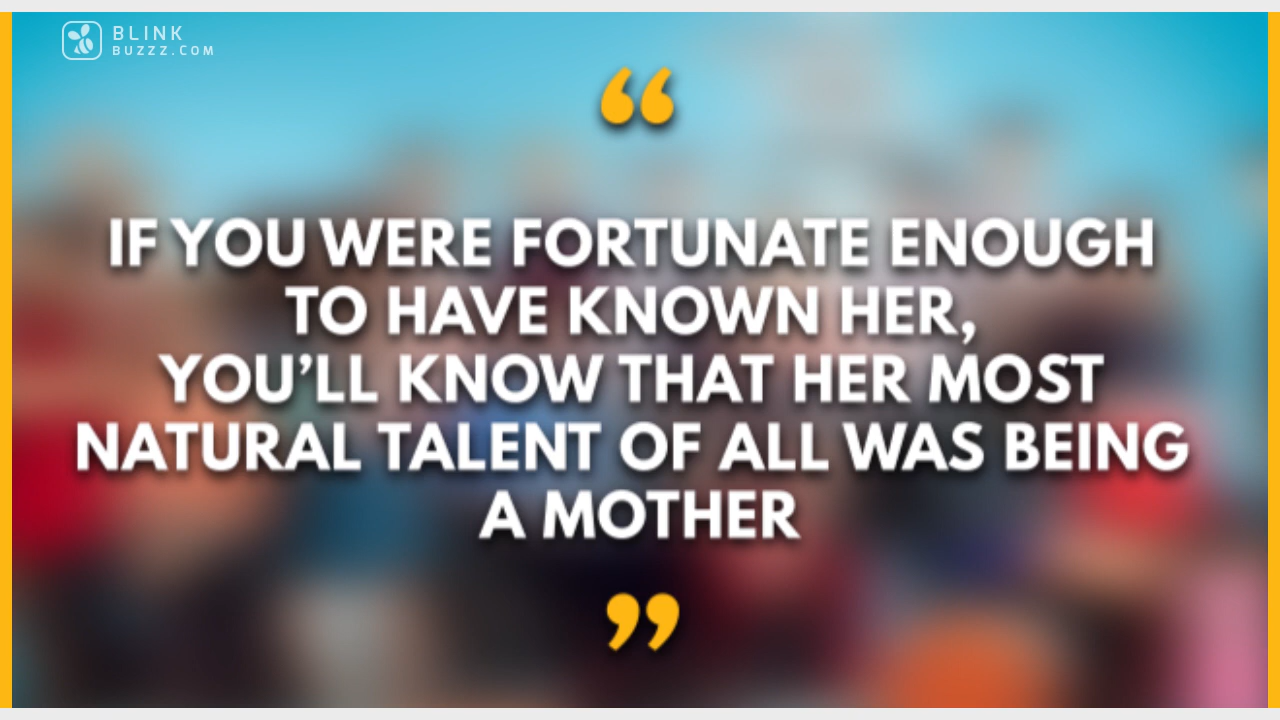 BLINK
BUZZZ.COM
“
IF YOU WERE FORTUNATE ENOUGH
TO HAVE KNOWN HER,
YOU’LL KNOW THAT HER MOST
NATURAL TALENT OF ALL WAS BEING
A MOTHER
”